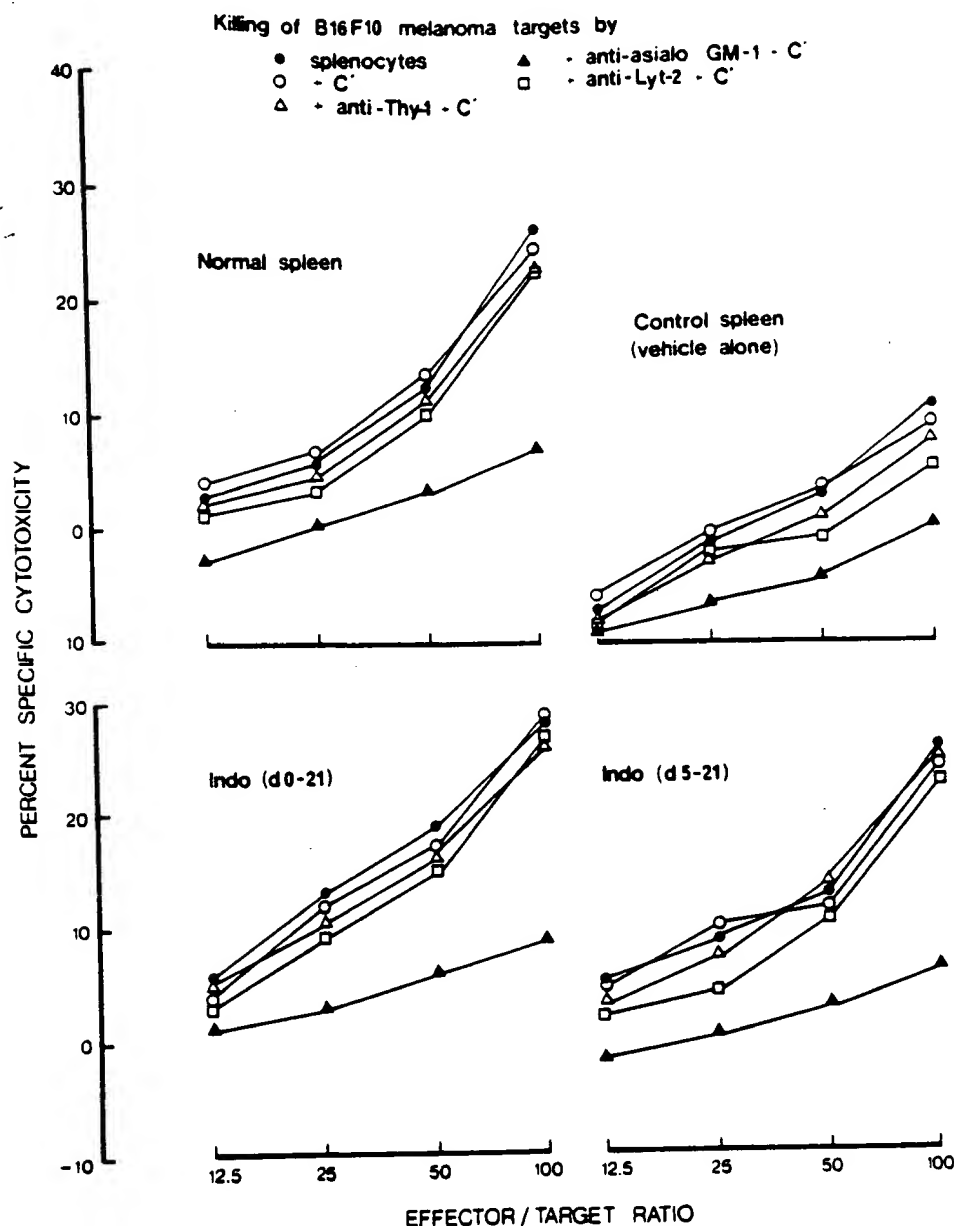 Killing of B16F10 melanoma targets by
● splenocytes
○ - C'
△ + anti-Thy-1 - C'
▲ - anti-asialo GM-1 - C'
□ - anti-Lyt-2 - C'
PERCENT SPECIFIC CYTOTOXICITY
40
30
20
10
0
10
Normal spleen
Control spleen
(vehicle alone)
30
20
10
0
-10
Indo (d0-21)
Indo (d5-21)
12.5 25 50 100
12.5 25 50 100
EFFECTOR / TARGET RATIO